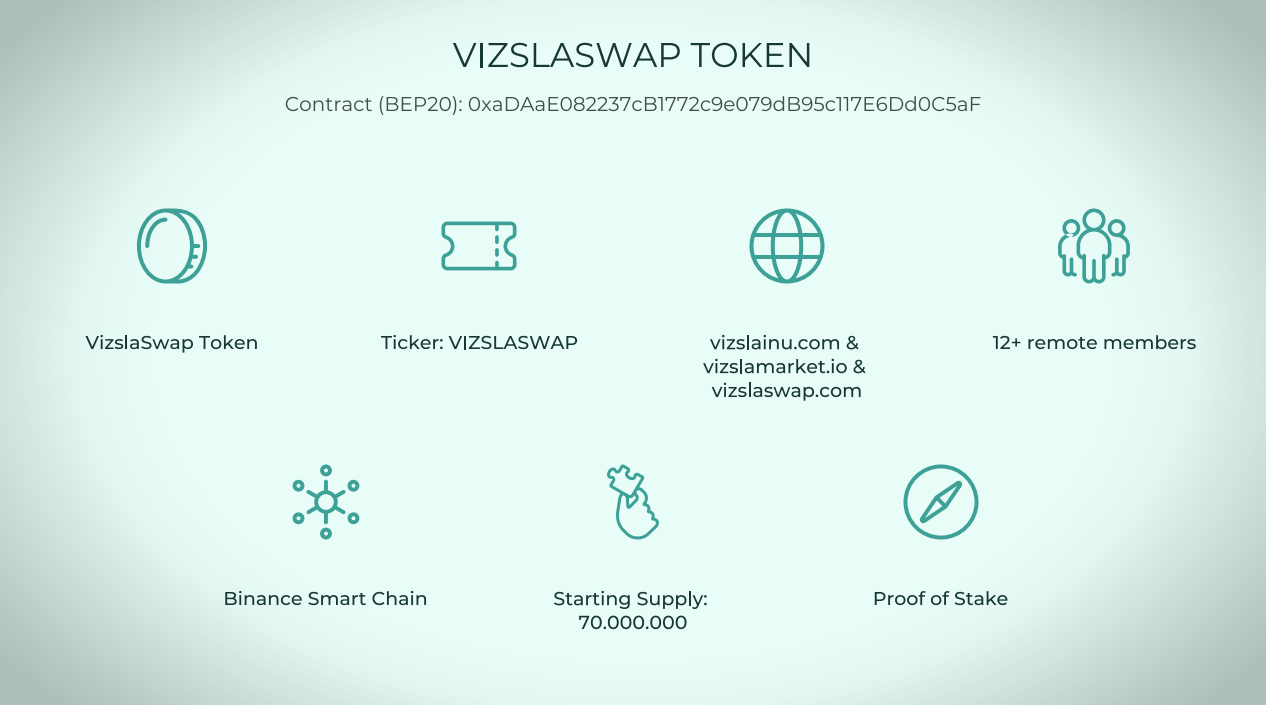 VIZSLASWAP TOKEN
Contract (BEP20): 0xaDAaE082237cB1772c9e079dB95c117E6Dd0C5aF
VizslaSwap Token
Ticker: VIZSLASWAP
vizslainu.com &
vizslamarket.io &
vizslaswap.com
12+ remote members
Binance Smart Chain
Starting Supply:
70.000.000
Proof of Stake